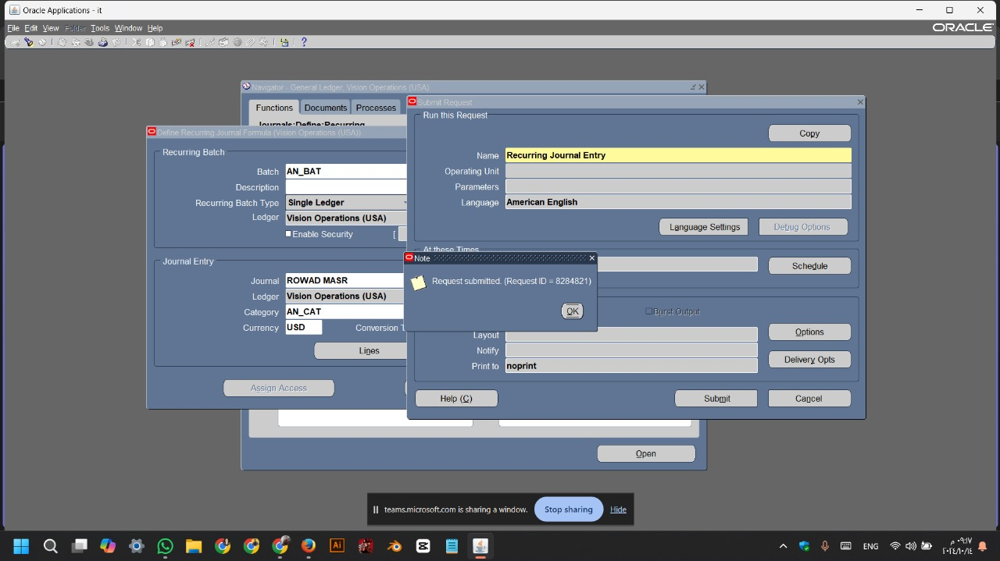 Oracle Applications - it
File Edit View Folder Tools Window Help
ORACLE
Navigator - General Ledger, Vision Operations (USA)
Functions Documents Processes
Journals:Define:Recurring
Define Recurring Journal Formula (Vision Operations (USA))
Recurring Batch
Batch AN_BAT
Description
Recurring Batch Type Single Ledger
Ledger Vision Operations (USA)
Enable Security [
Journal Entry
Journal ROWAD MASR
Ledger Vision Operations (USA)
Category AN_CAT
Currency USD Conversion T
Lines
Assign Access
Submit Request
Run this Request
Copy
Name Recurring Journal Entry
Operating Unit
Parameters
Language American English
Language Settings Debug Options
At these Times
Schedule
Note
Request submitted. (Request ID = 8284821)
OK
Burst Output
Layout
Options
Notify
Print to noprint
Delivery Opts
Help (C) Submit Cancel
Open
teams.microsoft.com is sharing a window. Stop sharing Hide
Ai
ENG
٠٩:١٧ م
٢٠٢٤/١٠/١٤